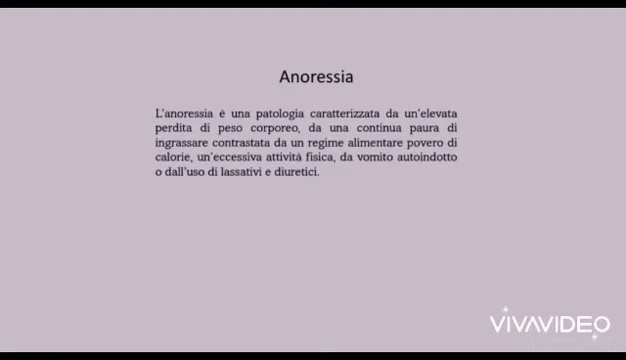 Anoressia
L'anoressia è una patologia caratterizzata da un'elevata
perdita di peso corporeo, da una continua paura di
ingrassare contrastata da un regime alimentare povero di
calorie, un'eccessiva attività fisica, da vomito autoindotto
o dall'uso di lassativi e diuretici.
VIVAVIDEO